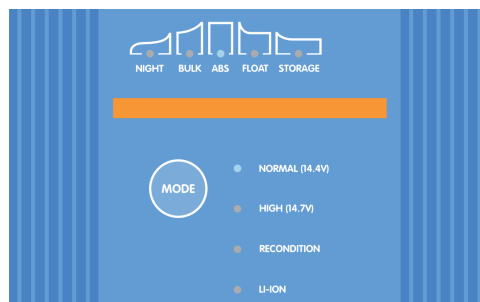 NIGHT BULK ABS FLOAT STORAGE
MODE
NORMAL (14.4V)
HIGH (14.7V)
RECONDITION
LI-ION